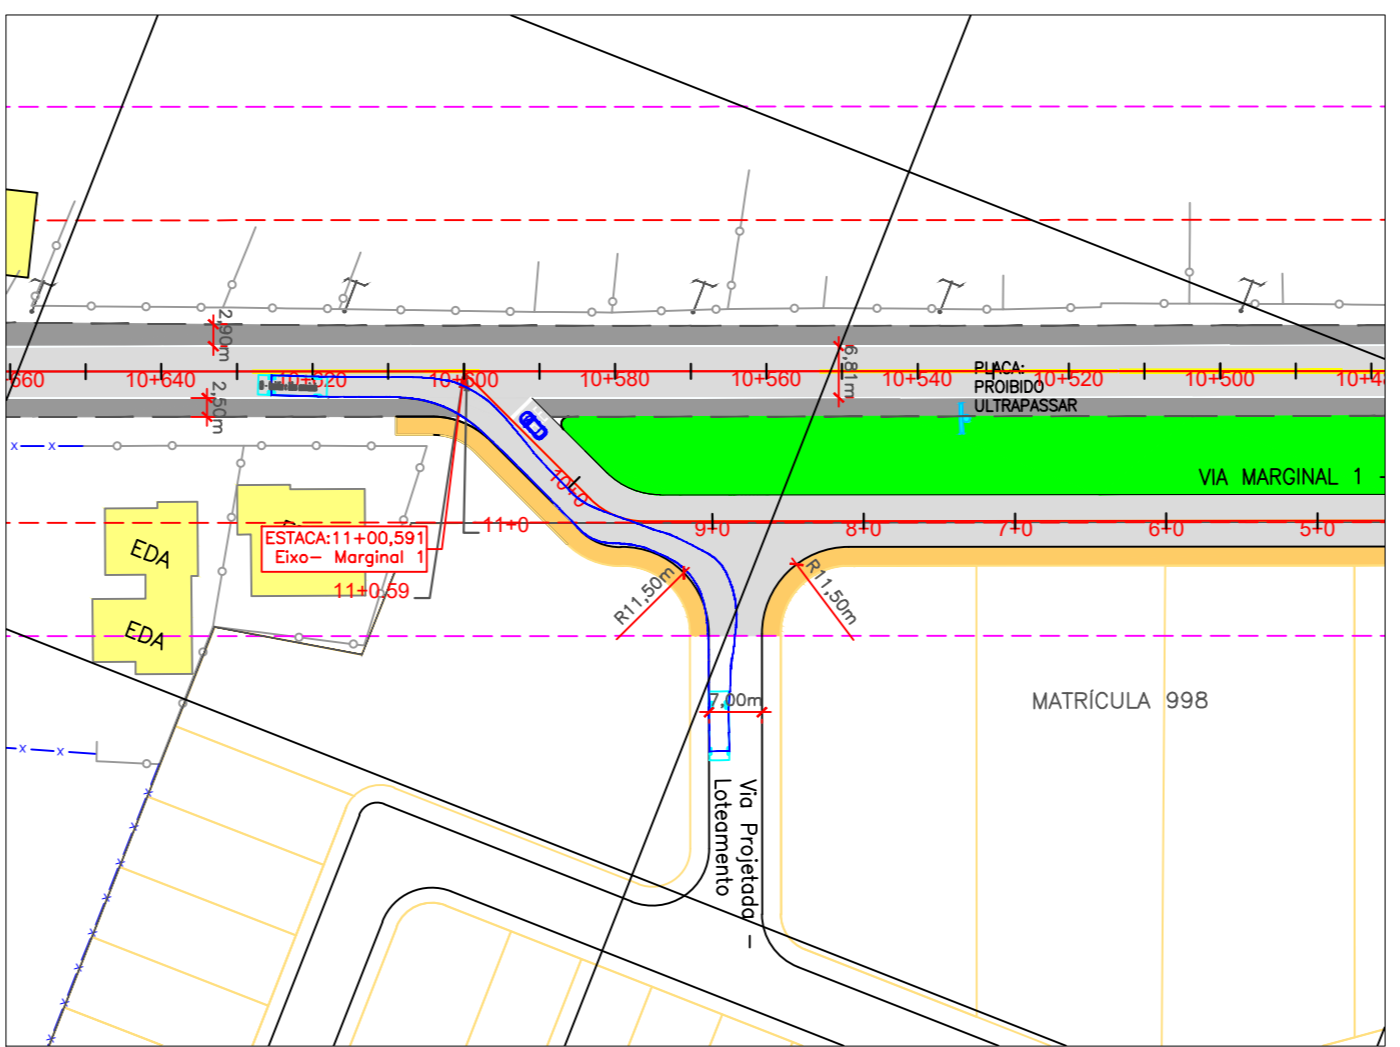 2,90m
6,81m
660
10+640
10+620
10+600
10+580
10+560
10+540
10+520
10+500
PLACA:
PROIBIDO
ULTRAPASSAR
2,50m
VIA MARGINAL 1
10+0
11+0
9+0
8+0
7+0
6+0
5+0
ESTACA:11+00,591
Eixo- Marginal 1
11+0,59
EDA
EDA
R11,50m
R11,50m
7,00m
MATRÍCULA 998
Via Projetada -
Loteamento
x x
x x